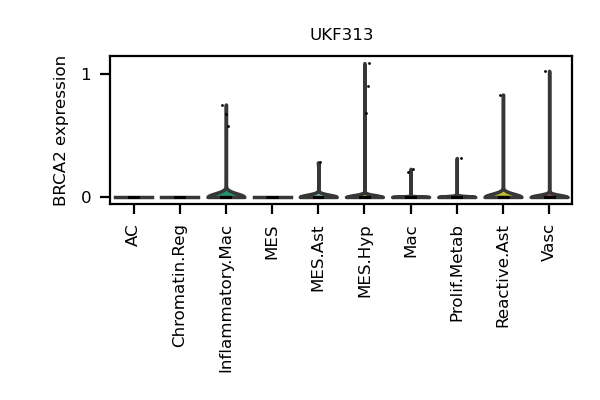 UKF313
BRCA2 expression
1
0
AC
Chromatin.Reg
Inflammatory.Mac
MES
MES.Ast
MES.Hyp
Mac
Prolif.Metab
Reactive.Ast
Vasc